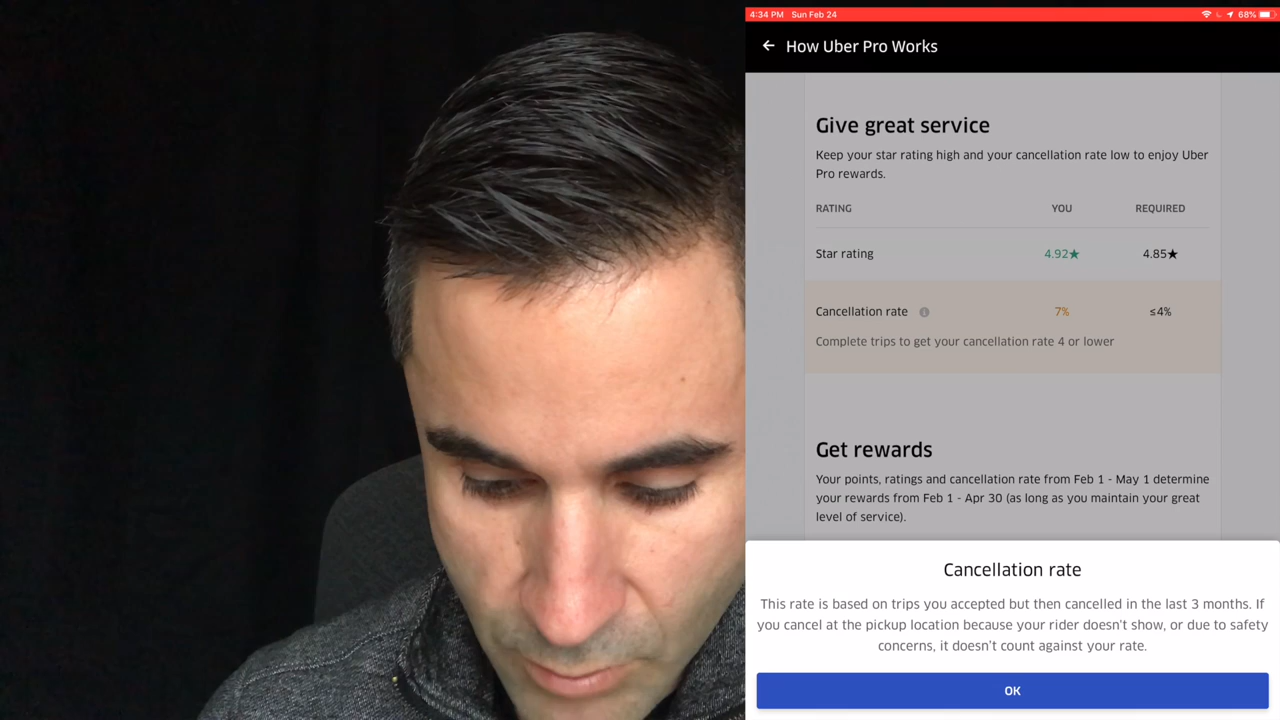 4:34 PM Sun Feb 24 68%
How Uber Pro Works
Give great service
Keep your star rating high and your cancellation rate low to enjoy Uber
Pro rewards.
RATING YOU REQUIRED
Star rating 4.92★ 4.85★
Cancellation rate 7% ≤4%
Complete trips to get your cancellation rate 4 or lower
Get rewards
Your points, ratings and cancellation rate from Feb 1 - May 1 determine
your rewards from Feb 1 - Apr 30 (as long as you maintain your great
level of service).
Cancellation rate
This rate is based on trips you accepted but then cancelled in the last 3 months. If
you cancel at the pickup location because your rider doesn't show, or due to safety
concerns, it doesn't count against your rate.
OK